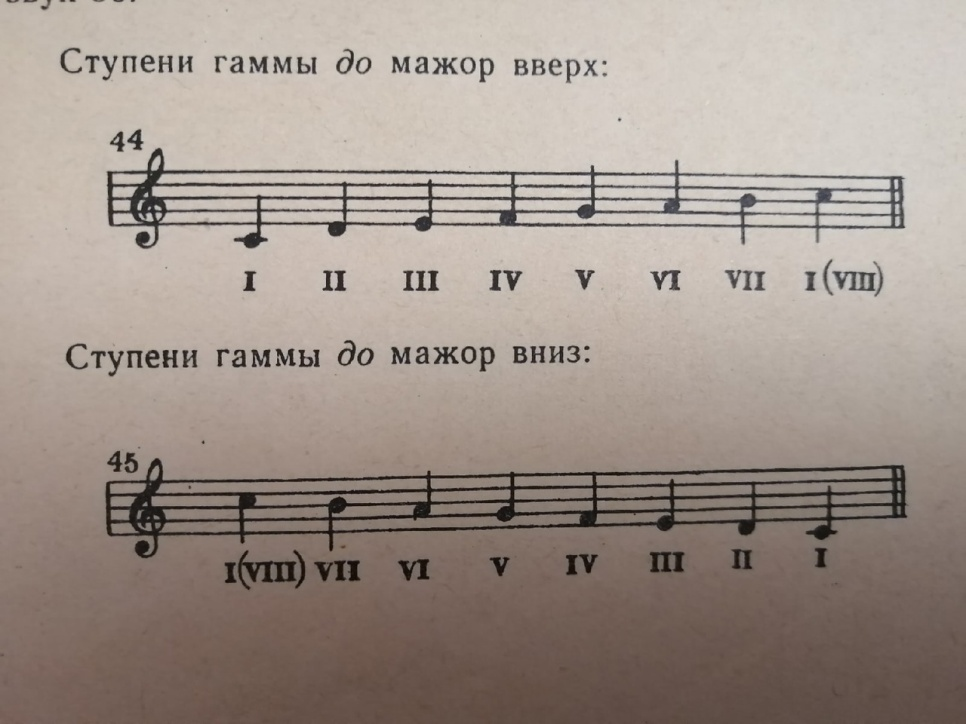 Ступени гаммы до мажор вверх:
44
I II III IV V VI VII I (VIII)
Ступени гаммы до мажор вниз:
45
I(VIII) VII VI V IV III II I